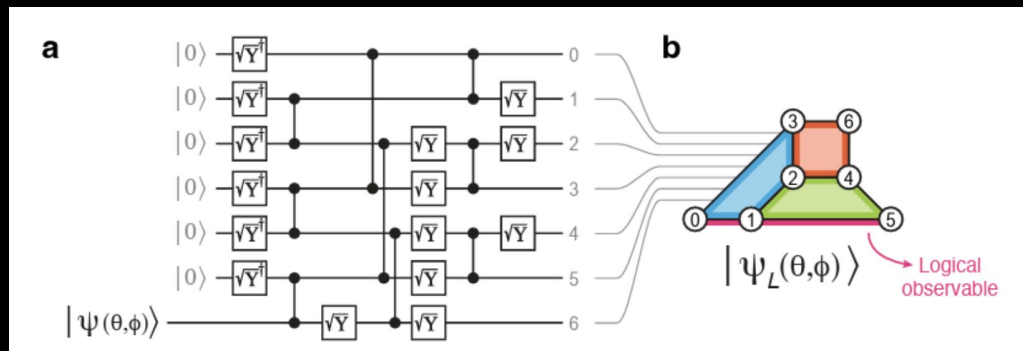 a
b
|0⟩ √Y† 0
|0⟩ √Y† √Y 1
|0⟩ √Y† √Y √Y 2
|0⟩ √Y† √Y 3
|0⟩ √Y† √Y √Y 4
|0⟩ √Y† √Y 5
|ψ(θ,ϕ)⟩ √Y √Y 6
3 6
2 4
0 1 5
|ψL(θ,ϕ)⟩
Logical
observable